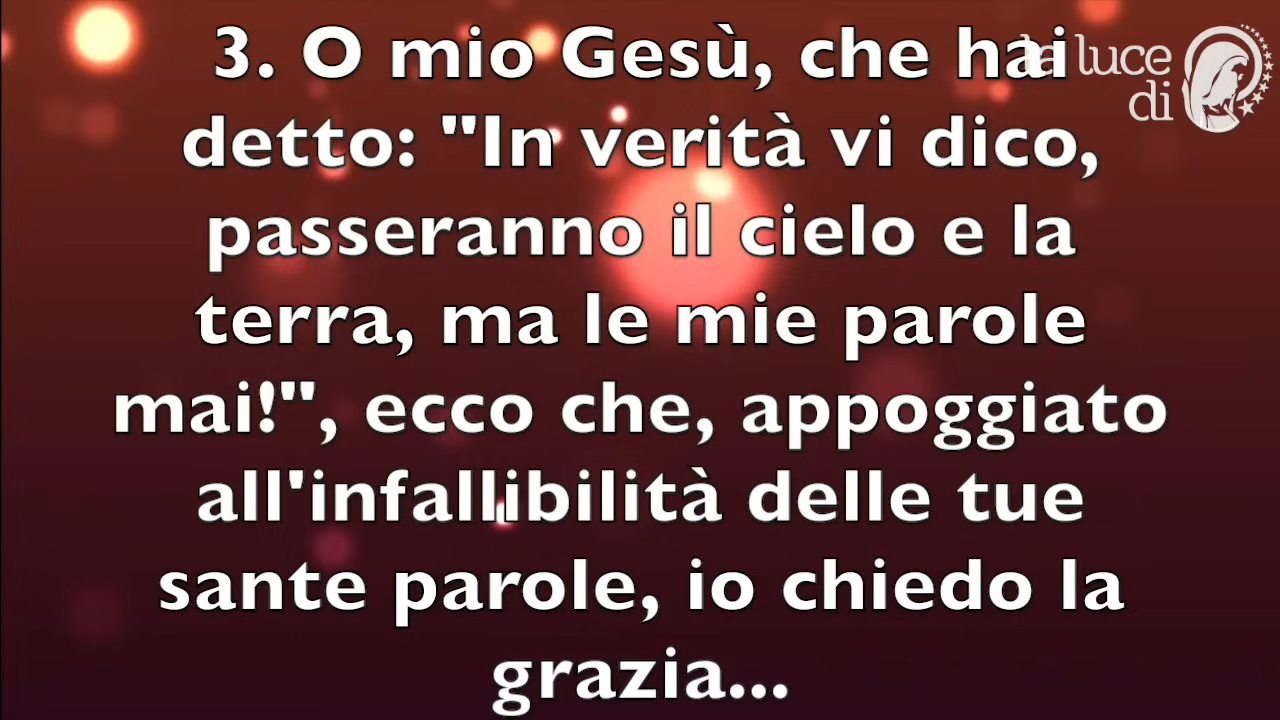 3. O mio Gesù, che hai
detto: "In verità vi dico,
passeranno il cielo e la
terra, ma le mie parole
mai!", ecco che, appoggiato
all'infallibilità delle tue
sante parole, io chiedo la
grazia...
la luce
di